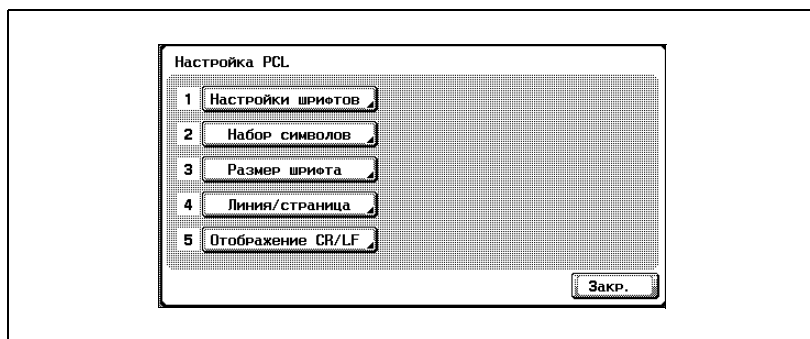 Настройка PCL
1 Настройки шрифтов
2 Набор символов
3 Размер шрифта
4 Линия/страница
5 Отображение CR/LF
Закр.